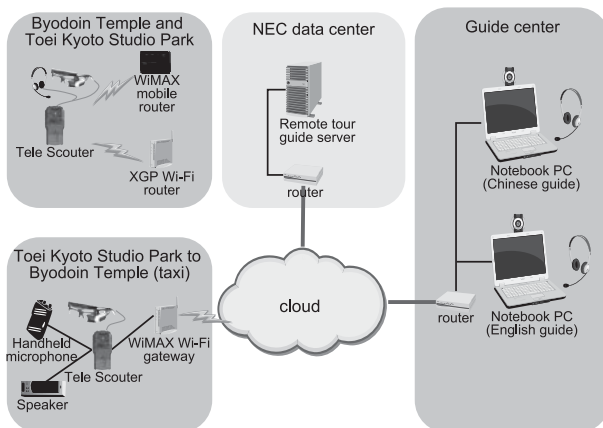 Byodoin Temple and
Toei Kyoto Studio Park
WiMAX
mobile
router
Tele Scouter
XGP Wi-Fi
router
NEC data center
Remote tour
guide server
router
Guide center
Notebook PC
(Chinese guide)
router
Notebook PC
(English guide)
Toei Kyoto Studio Park to
Byodoin Temple (taxi)
Handheld
microphone
WiMAX Wi-Fi
gateway
Tele Scouter
Speaker
cloud